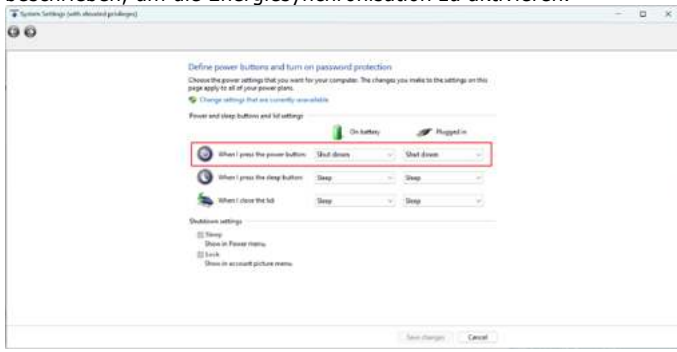 beschrieben, um die Energiesynchronisation zu aktivieren.
System Settings (with elevated privileges)
Define power buttons and turn on password protection
Choose the power settings that you want for your computer. The changes you make to the settings on this
page apply to all of your power plans.
Change settings that are currently unavailable
Power and sleep buttons and lid settings
On battery Plugged in
When I press the power button: Shut down Shut down
When I press the sleep button: Sleep Sleep
When I close the lid: Sleep Sleep
Shutdown settings
Sleep
Show in Power menu.
Lock
Show in account picture menu.
Save changes Cancel